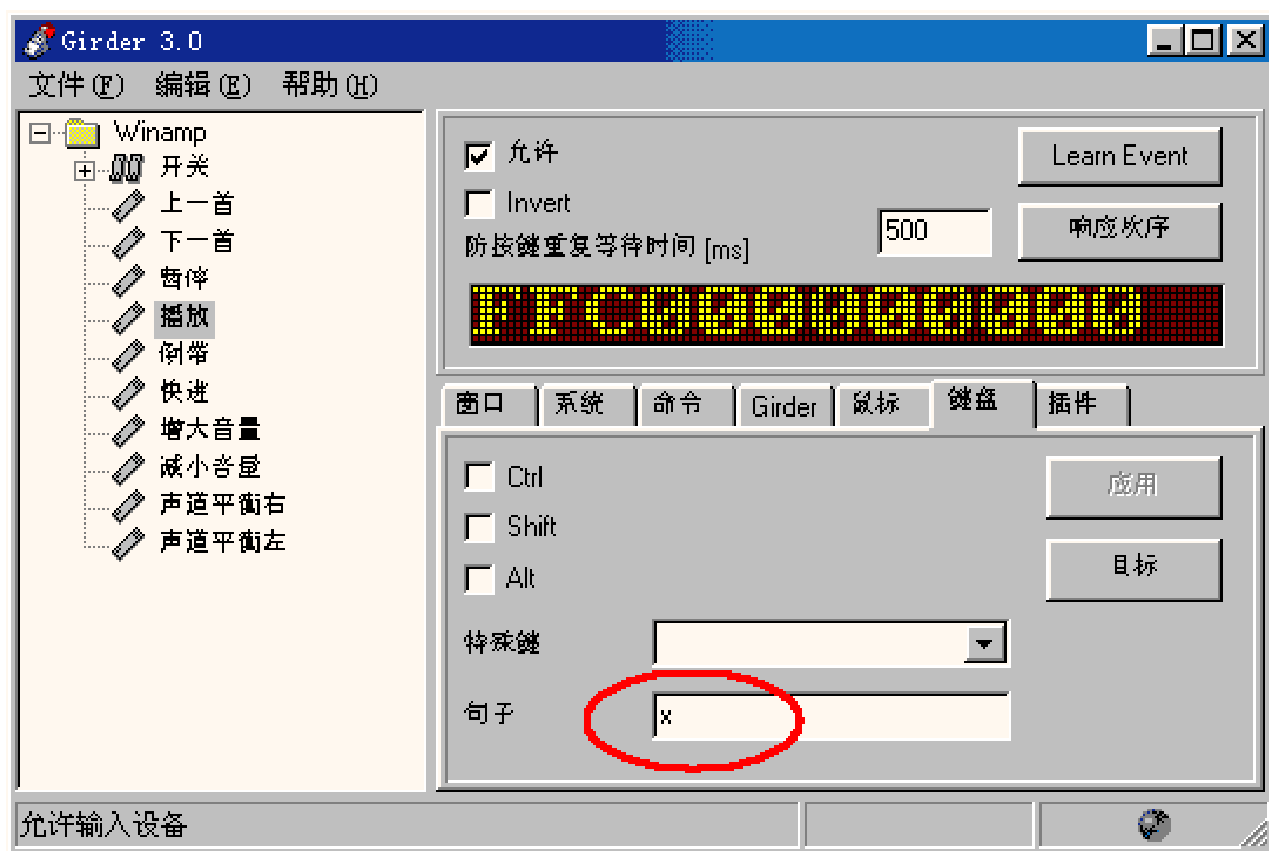 Girder 3.0
文件(F) 编辑(E) 帮助(H)
Winamp
开关
上一首
下一首
暂停
播放
倒带
快进
增大音量
减小音量
声道平衡右
声道平衡左
允许
Learn Event
Invert
防按键重复等待时间 [ms]
500
响应次序
FFC000000000
窗口 系统 命令 Girder 鼠标 键盘 插件
Ctrl
应用
Shift
Alt
目标
特殊键
句子
x
允许输入设备